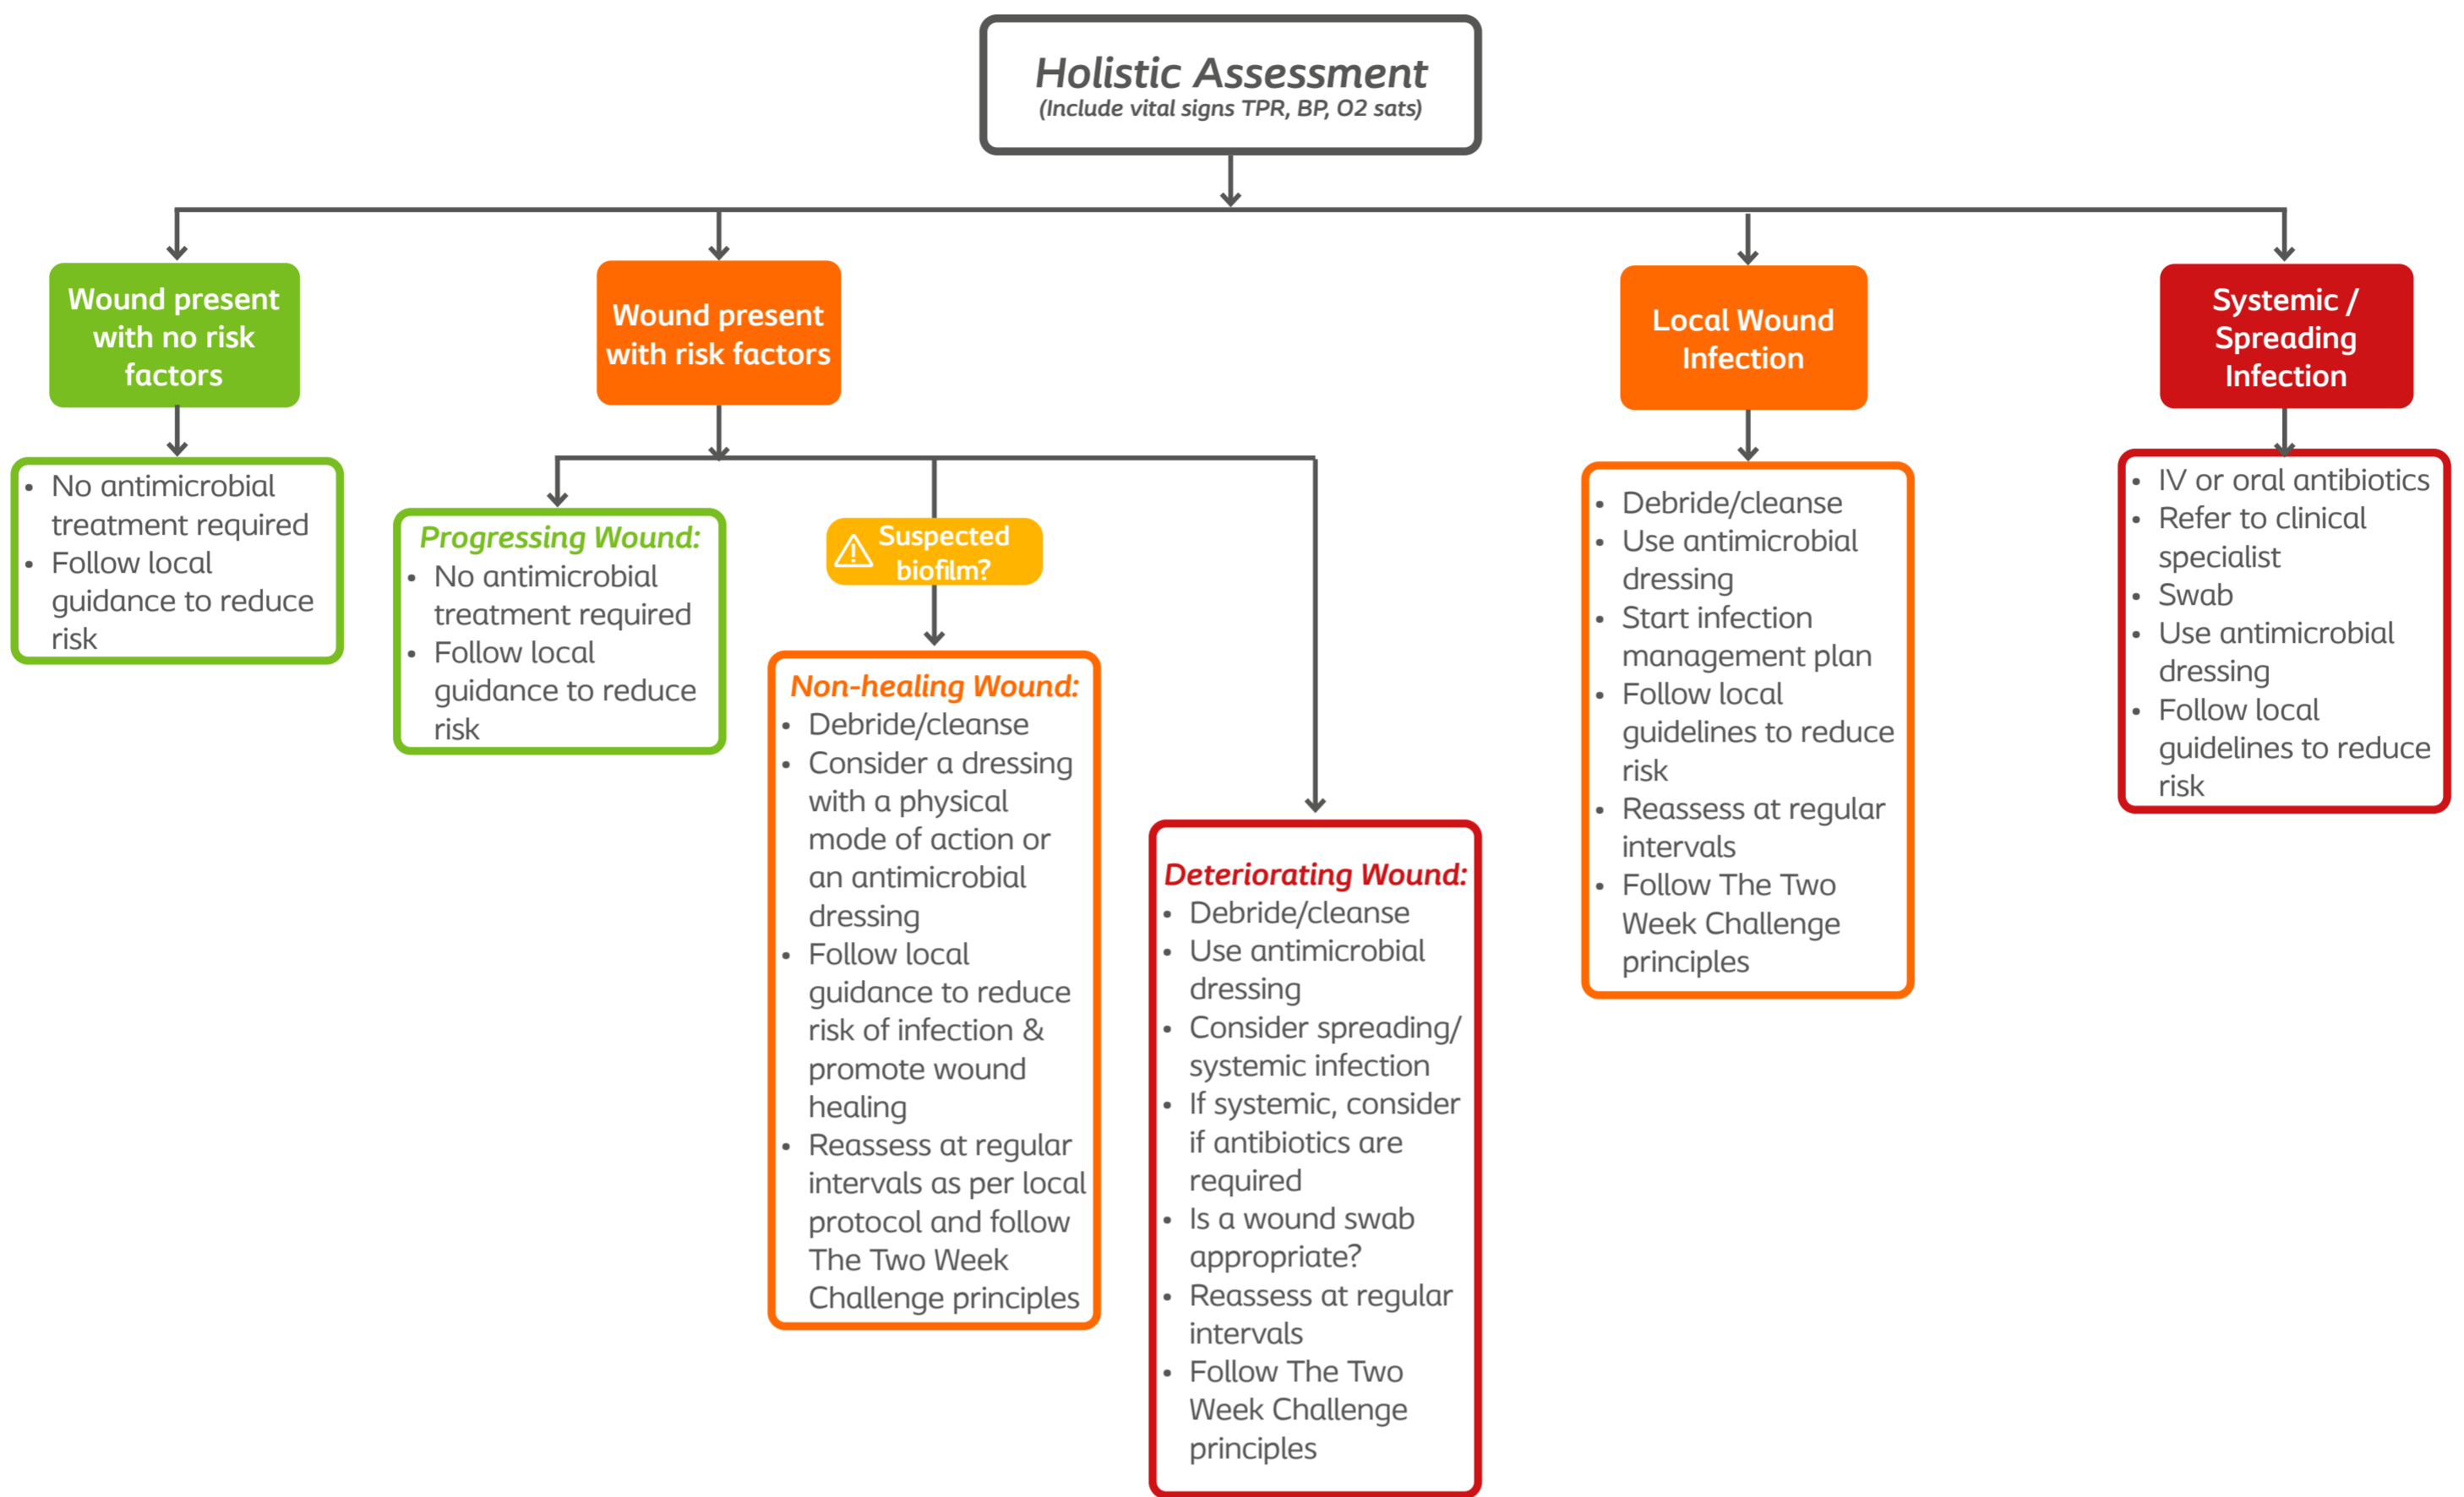 Holistic Assessment
(Include vital signs TPR, BP, O2 sats)
Wound present
with no risk
factors
• No antimicrobial
treatment required
• Follow local
guidance to reduce
risk
Wound present
with risk factors
Progressing Wound:
• No antimicrobial
treatment required
• Follow local
guidance to reduce
risk
Suspected
biofilm?
Non-healing Wound:
• Debride/cleanse
• Consider a dressing
with a physical
mode of action or
an antimicrobial
dressing
• Follow local
guidance to reduce
risk of infection &
promote wound
healing
• Reassess at regular
intervals as per local
protocol and follow
The Two Week
Challenge principles
Deteriorating Wound:
• Debride/cleanse
• Use antimicrobial
dressing
• Consider spreading/
systemic infection
• If systemic, consider
if antibiotics are
required
• Is a wound swab
appropriate?
• Reassess at regular
intervals
• Follow The Two
Week Challenge
principles
Local Wound
Infection
• Debride/cleanse
• Use antimicrobial
dressing
• Start infection
management plan
• Follow local
guidelines to reduce
risk
• Reassess at regular
intervals
• Follow The Two
Week Challenge
principles
Systemic /
Spreading
Infection
• IV or oral antibiotics
• Refer to clinical
specialist
• Swab
• Use antimicrobial
dressing
• Follow local
guidelines to reduce
risk